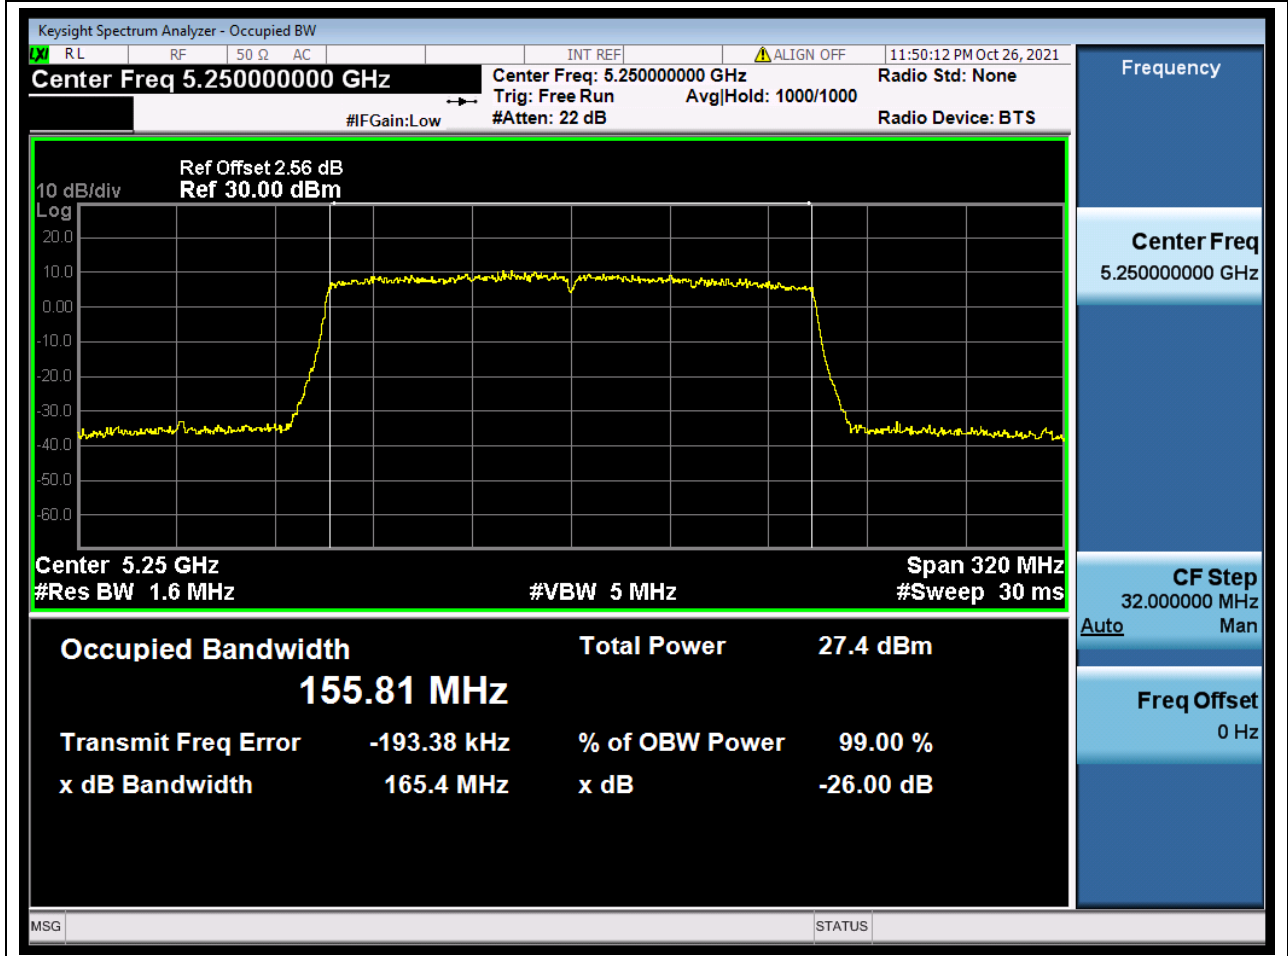 Keysight Spectrum Analyzer - Occupied BW
LXI RL RF 50 Ω AC INT REF ALIGN OFF 11:50:12 PM Oct 26, 2021
Center Freq 5.250000000 GHz
Center Freq: 5.250000000 GHz
Radio Std: None
Trig: Free Run Avg|Hold: 1000/1000
#IFGain:Low
#Atten: 22 dB
Radio Device: BTS
Ref Offset 2.56 dB
10 dB/div Ref 30.00 dBm
Log
20.0
10.0
0.00
-10.0
-20.0
-30.0
-40.0
-50.0
-60.0
Center 5.25 GHz Span 320 MHz
#Res BW 1.6 MHz #VBW 5 MHz #Sweep 30 ms
Occupied Bandwidth Total Power 27.4 dBm
155.81 MHz
Transmit Freq Error -193.38 kHz % of OBW Power 99.00 %
x dB Bandwidth 165.4 MHz x dB -26.00 dB
MSG STATUS
Frequency
Center Freq
5.250000000 GHz
CF Step
32.000000 MHz
Auto Man
Freq Offset
0 Hz